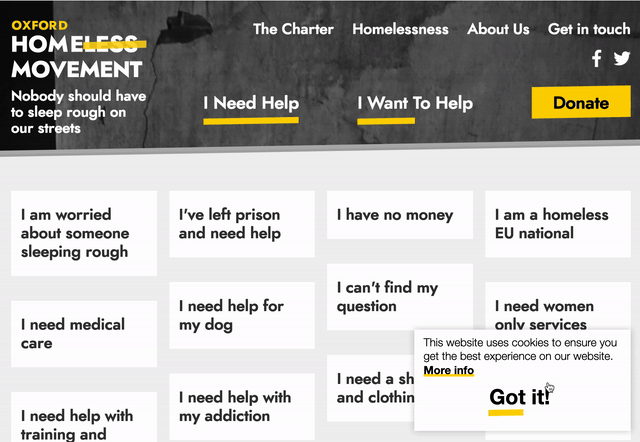 OXFORD
HOMELESS
MOVEMENT
Nobody should have
to sleep rough on
our streets
The Charter Homelessness About Us Get in touch
I Need Help I Want To Help Donate
I am worried
about someone
sleeping rough
I've left prison
and need help
I have no money
I am a homeless
EU national
I can't find my
question
I need medical
care
I need help for
my dog
I need women
only services
I need help with
my addiction
I need a sh
and clothin
I need help with
training and
This website uses cookies to ensure you
get the best experience on our website.
More info
Got it!